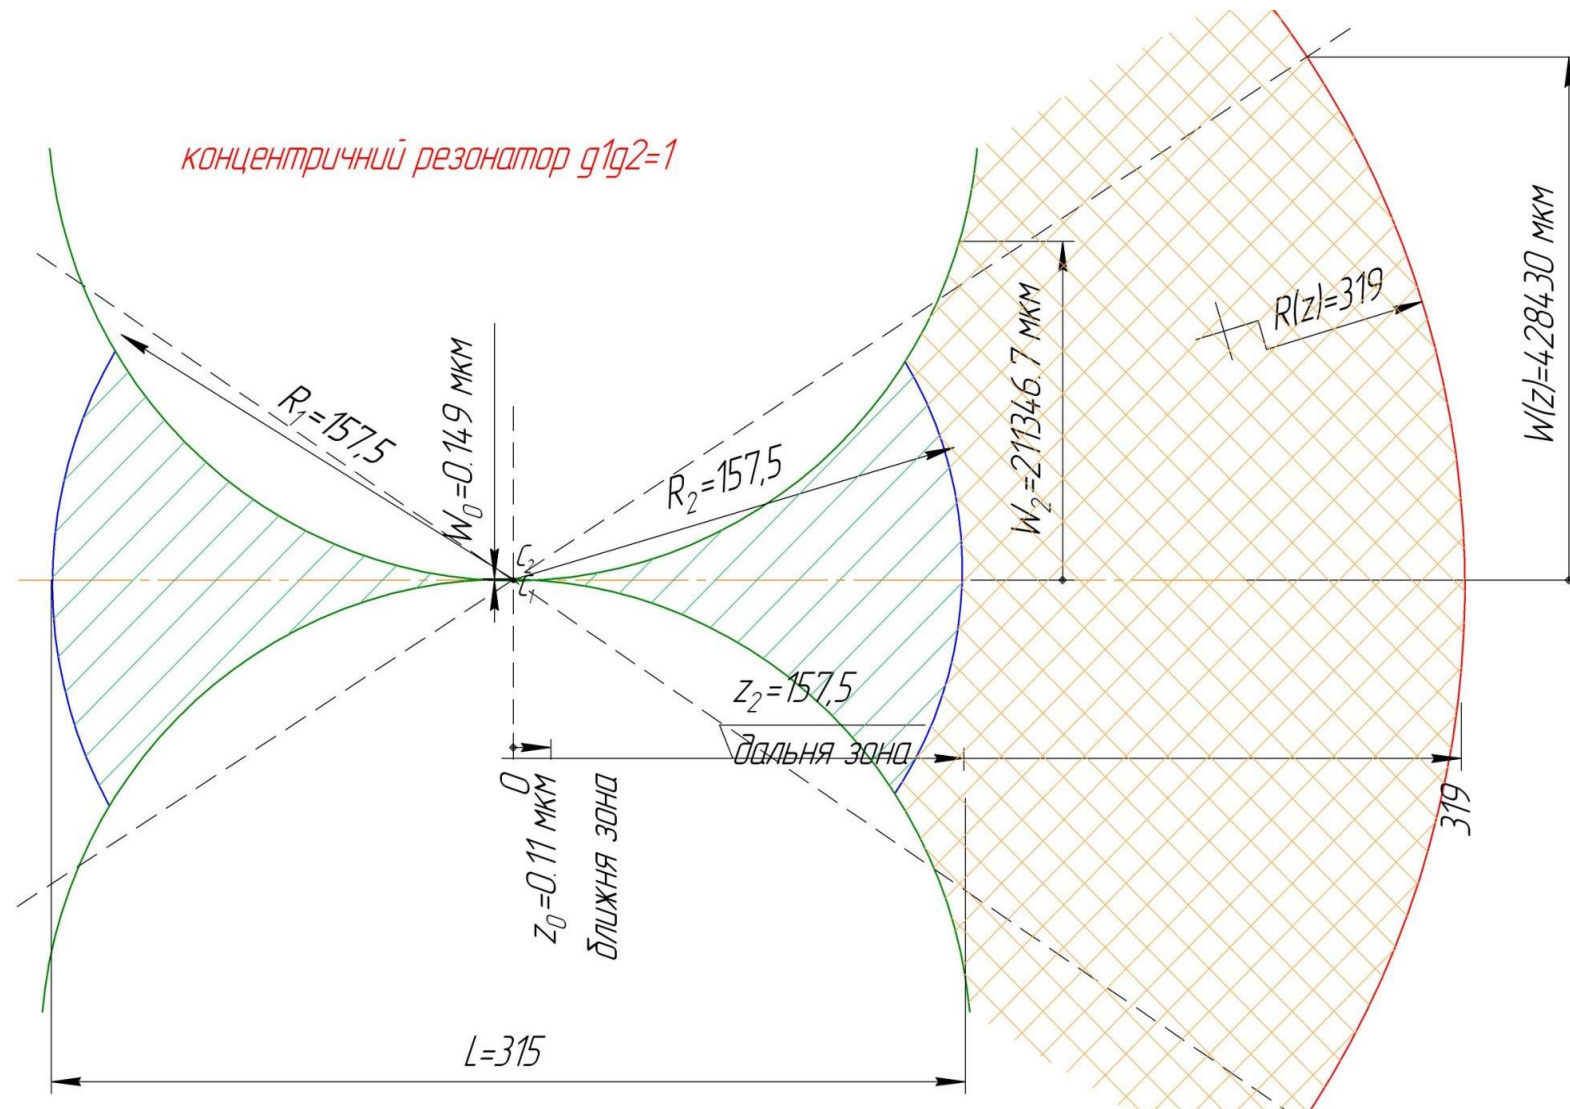 концентричний резонатор g1g2=1
R₁=157,5
W₀=0.149 мкм
R₂=157,5
C₂
C₁
W₂=211346.7 мкм
R(z)=319
W(z)=428430 мкм
z₂=157,5
дальня зона
0
z₀=0.11 мкм
ближня зона
319
L=315